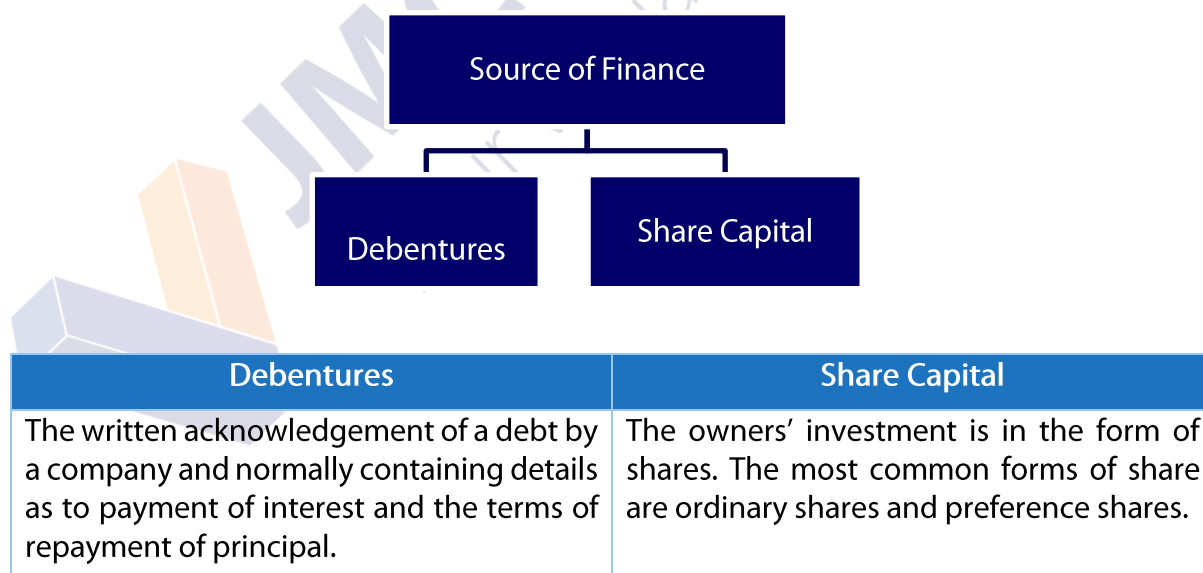 Source of Finance
Debentures
Share Capital
Debentures
Share Capital
The written acknowledgement of a debt by
a company and normally containing details
as to payment of interest and the terms of
repayment of principal.
The owners’ investment is in the form of
shares. The most common forms of share
are ordinary shares and preference shares.